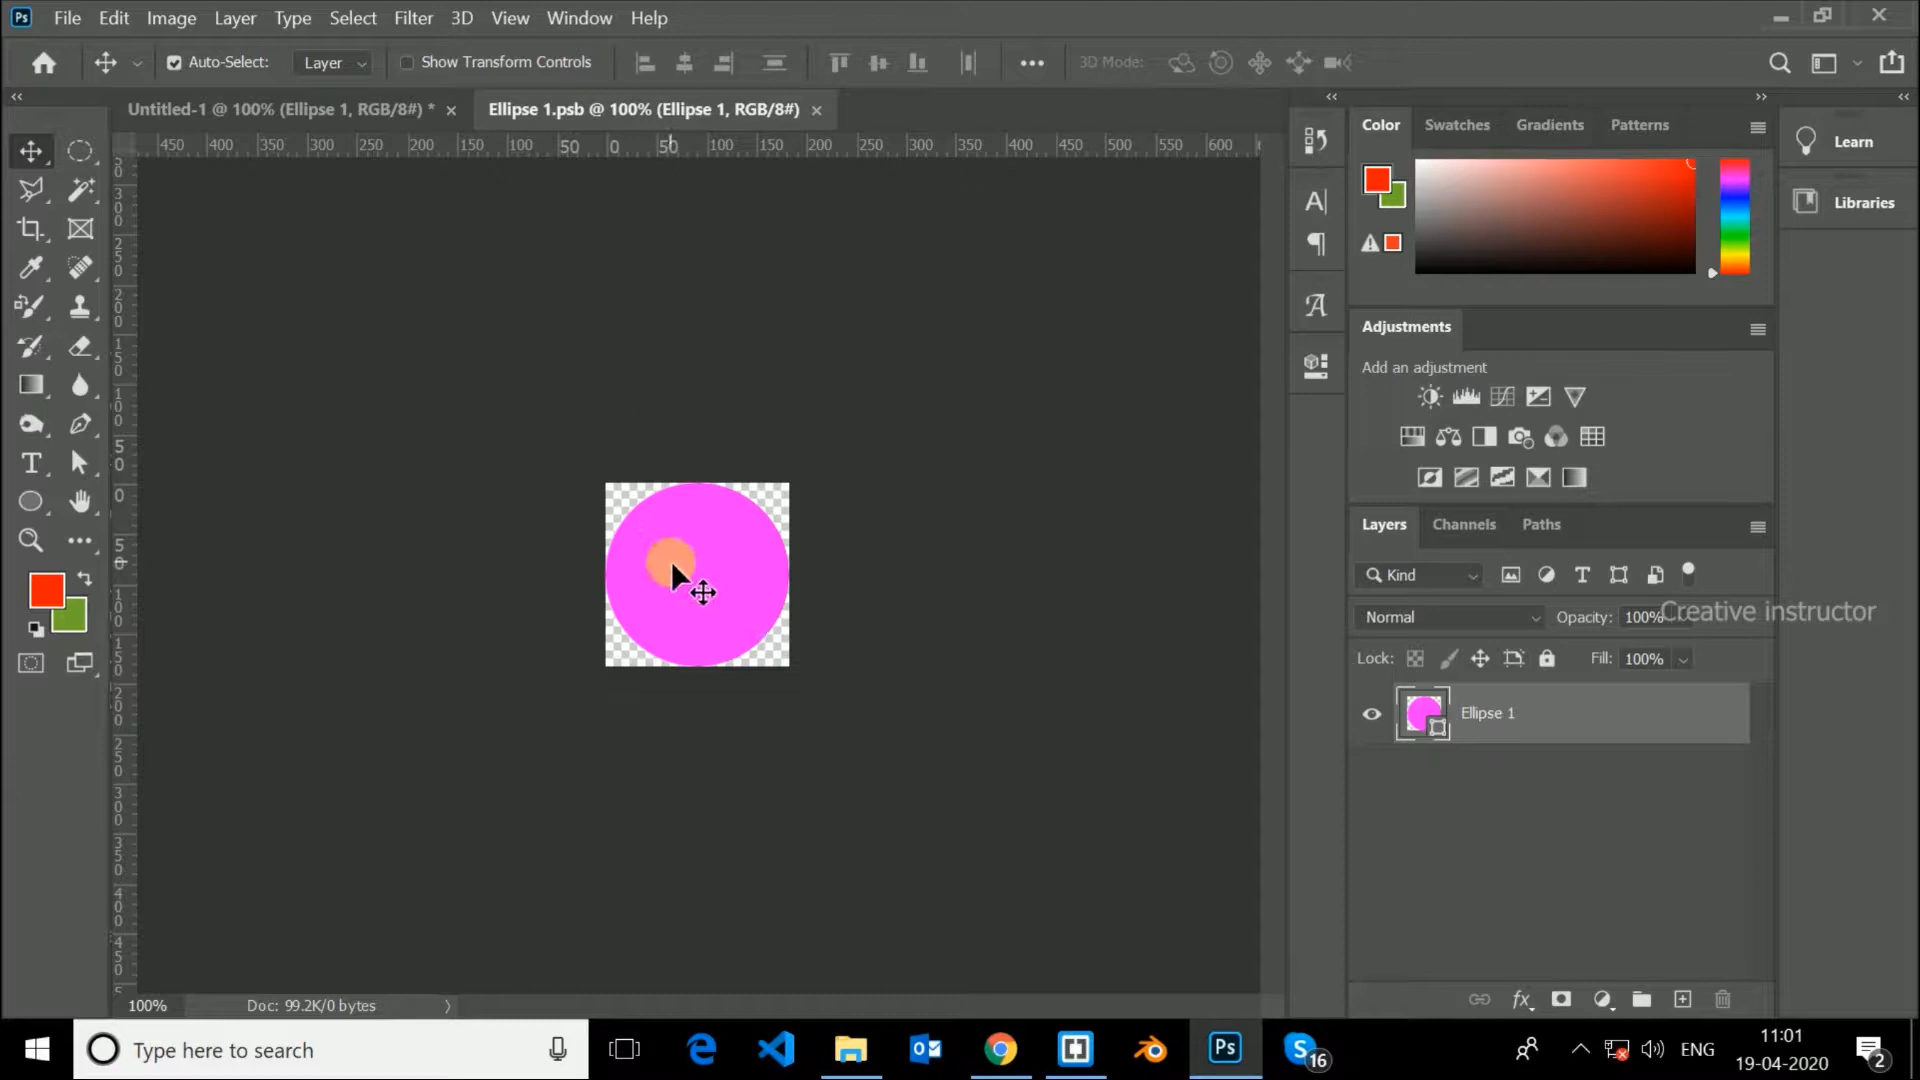 Ps File Edit Image Layer Type Select Filter 3D View Window Help
Auto-Select: Layer Show Transform Controls 3D Mode:
Untitled-1 @ 100% (Ellipse 1, RGB/8#) * Ellipse 1.psb @ 100% (Ellipse 1, RGB/8#)
450 400 350 300 250 200 150 100 50 0 50 100 150 200 250 300 350 400 450 500 550 600
Color Swatches Gradients Patterns
Learn
Libraries
Adjustments
Add an adjustment
Layers Channels Paths
Kind
Normal Opacity: 100%
Creative instructor
Lock: Fill: 100%
Ellipse 1
100% Doc: 99.2K/0 bytes
Type here to search
16
ENG
11:01
19-04-2020
2